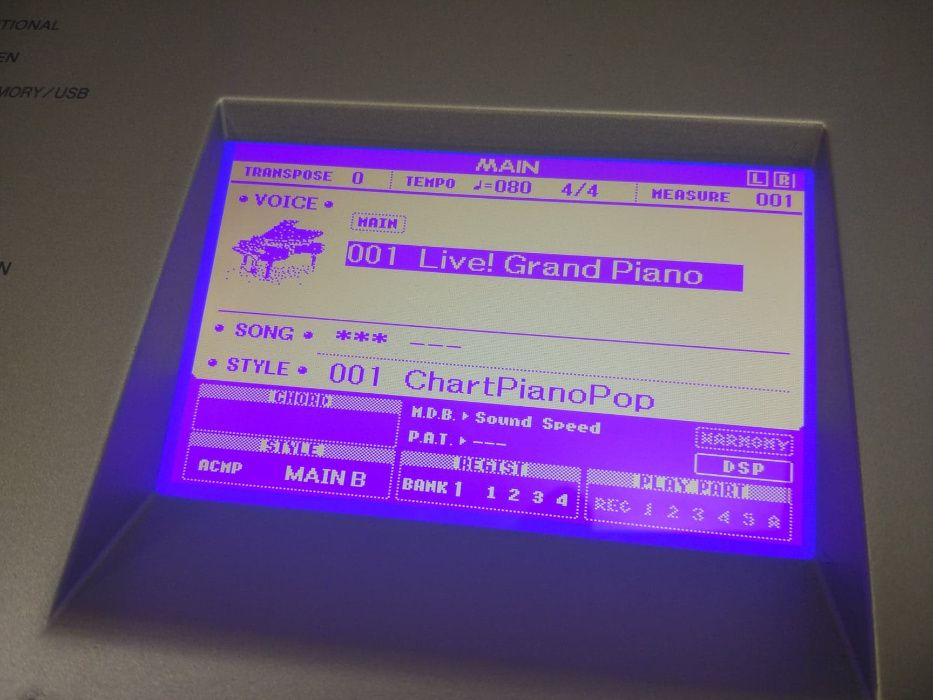 TIONAL
EN
MORY/USB
N
MAIN
L R
TRANSPOSE 0 TEMPO ♩=080 4/4 MEASURE 001
VOICE
MAIN
001 Live! Grand Piano
SONG *** ---
STYLE 001 ChartPianoPop
CHORD
M.D.B. ▸ Sound Speed
P.A.T. ▸ ---
HARMONY
DSP
STYLE
ACMP MAIN B
REGIST
BANK 1 1 2 3 4
PLAY PART
REC 1 2 3 4 5 A